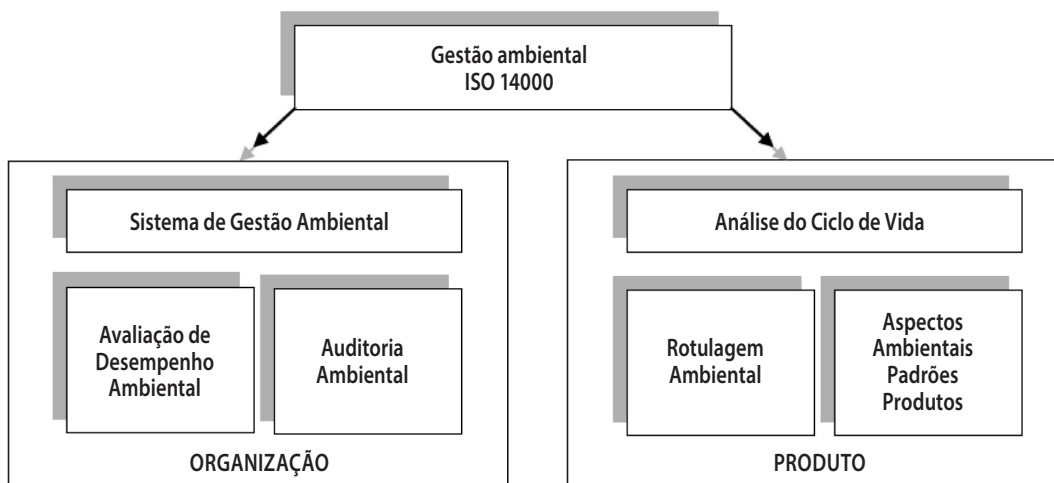 Gestão ambiental
ISO 14000
Sistema de Gestão Ambiental
Avaliação de
Desempenho
Ambiental
Auditoria
Ambiental
ORGANIZAÇÃO
Análise do Ciclo de Vida
Rotulagem
Ambiental
Aspectos
Ambientais
Padrões
Produtos
PRODUTO